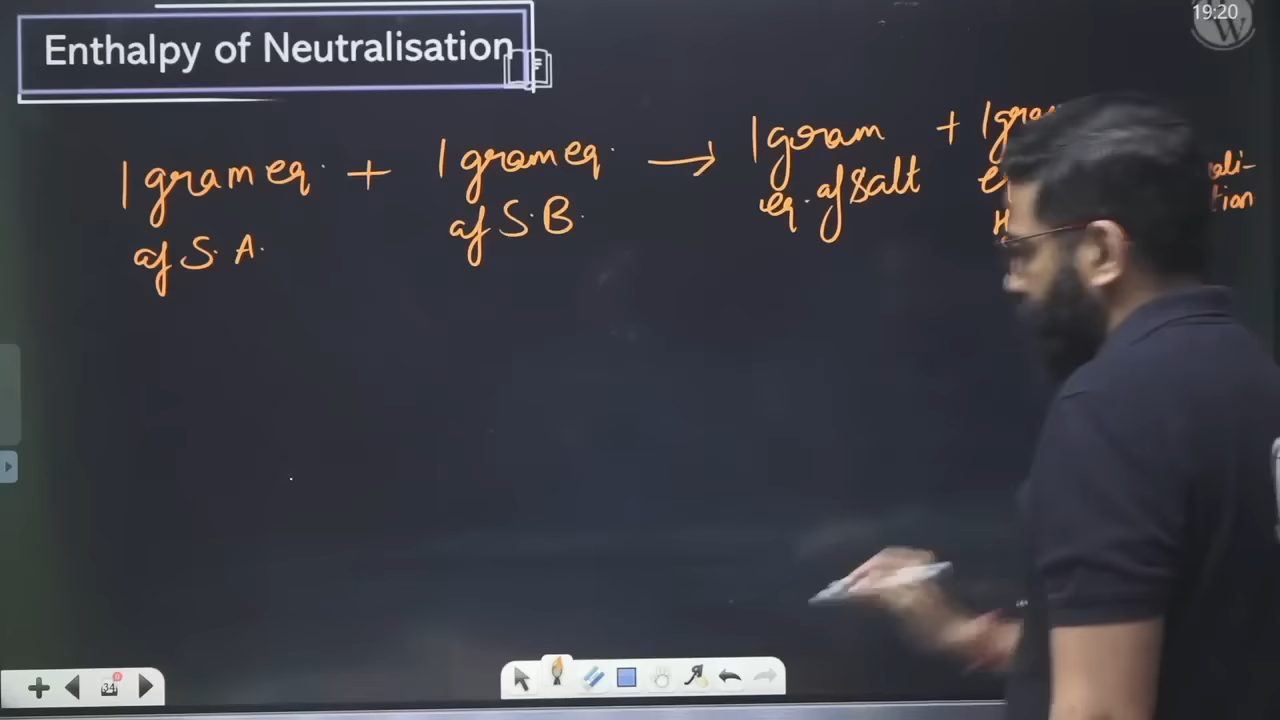 19:20
Enthalpy of Neutralisation
1 gram eq. + 1 gram eq. → 1 gram + 1
of S.A. of S.B. eq. of Salt
34